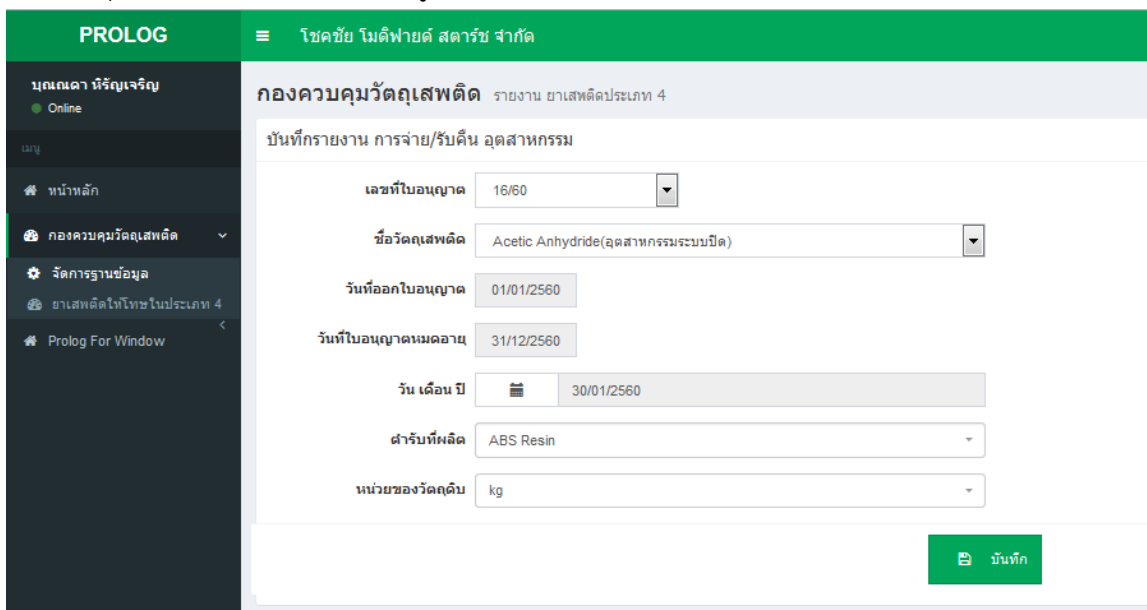 PROLOG
โชคชัย โมดิฟายด์ สตาร์ช จำกัด
บุณณดา หิรัญเจริญ
Online
เมนู
หน้าหลัก
กองควบคุมวัตถุเสพติด
จัดการฐานข้อมูล
ยาเสพติดให้โทษในประเภท 4
Prolog For Window
กองควบคุมวัตถุเสพติด รายงาน ยาเสพติดประเภท 4
บันทึกรายงาน การจ่าย/รับคืน อุตสาหกรรม
เลขที่ใบอนุญาต 16/60
ชื่อวัตถุเสพติด Acetic Anhydride(อุตสาหกรรมระบบปิด)
วันที่ออกใบอนุญาต 01/01/2560
วันที่ใบอนุญาตหมดอายุ 31/12/2560
วัน เดือน ปี 30/01/2560
ตำรับที่ผลิต ABS Resin
หน่วยของวัตถุดิบ kg
บันทึก